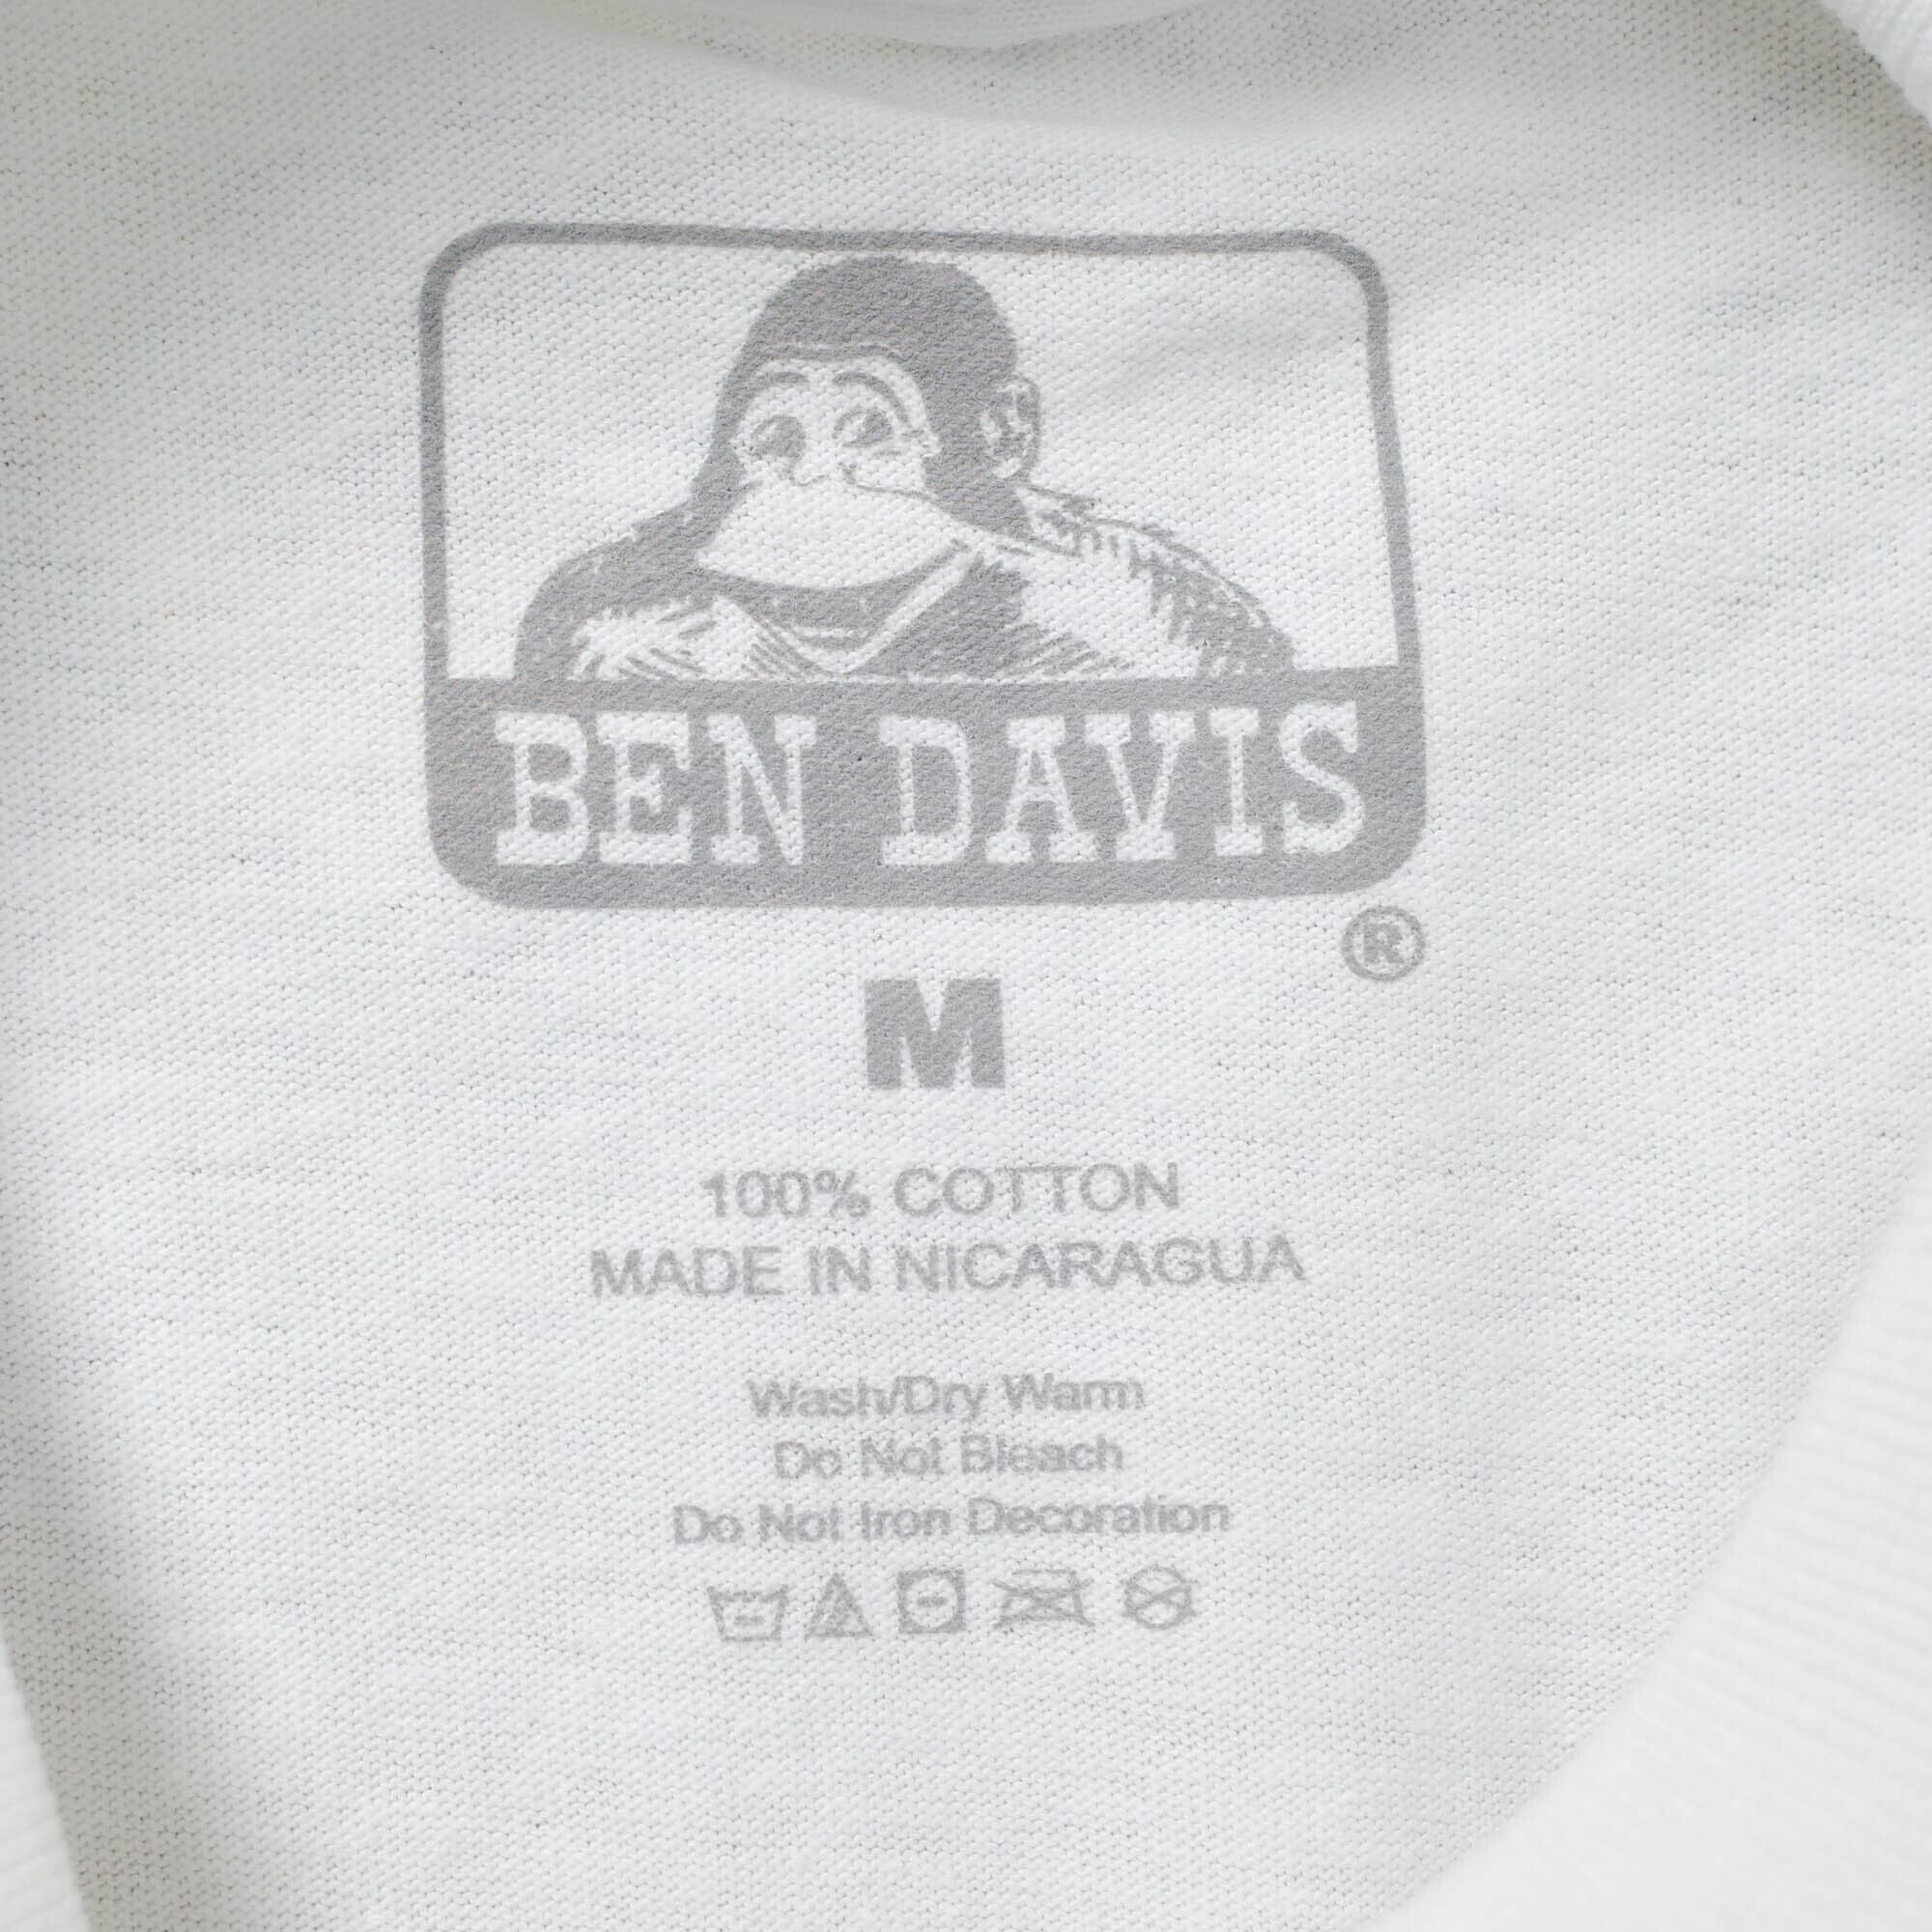 BEN DAVIS
®
M
100% COTTON
MADE IN NICARAGUA
Wash/Dry Warm
Do Not Bleach
Do Not Iron Decoration